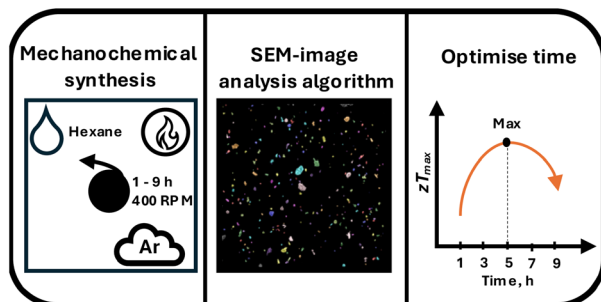 Mechanochemical
synthesis
Hexane
1 - 9 h
400 RPM
Ar
SEM-image
analysis algorithm
Optimise time
Max
zTmax
1 3 5 7 9
Time, h